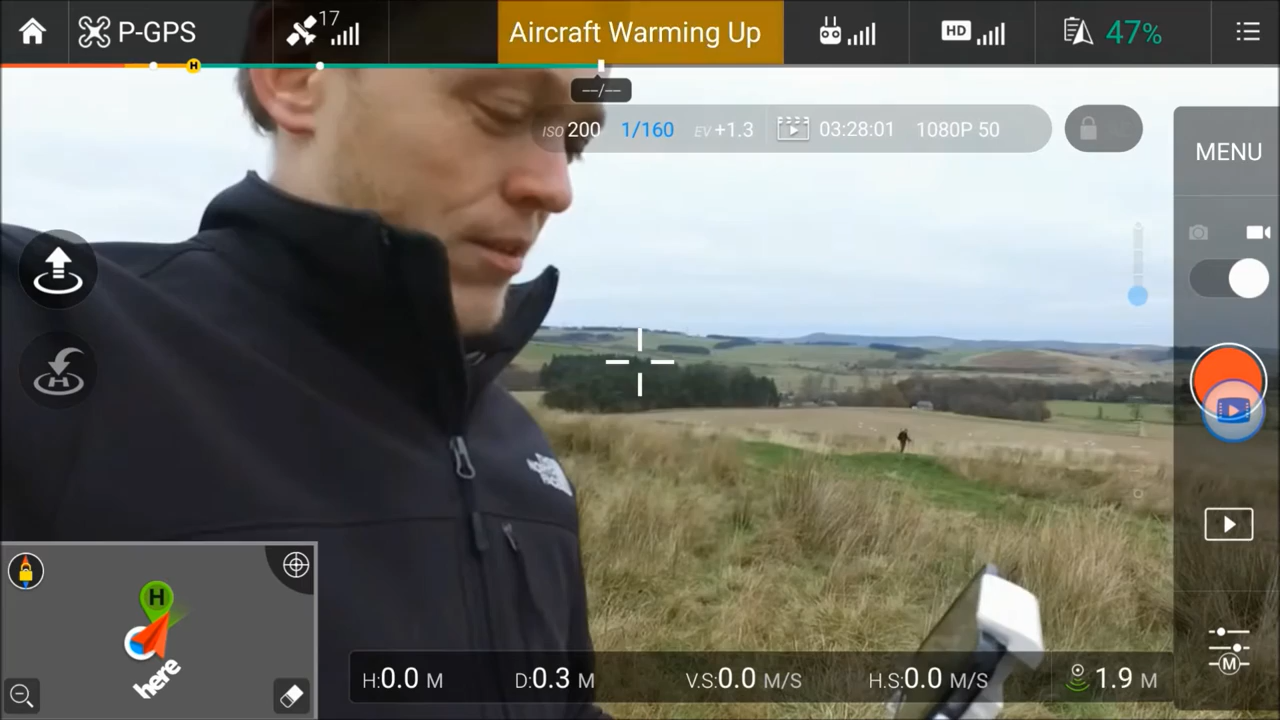 P-GPS
17
Aircraft Warming Up
HD
47%
H
--/--
ISO 200 1/160 EV +1.3 03:28:01 1080P 50
MENU
H
H
here
M
H:0.0 M D:0.3 M V.S:0.0 M/S H.S:0.0 M/S 1.9 M